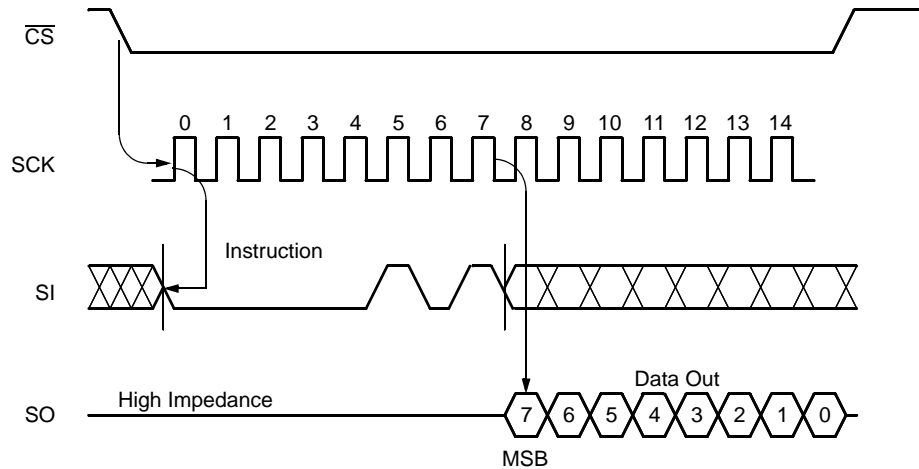 CS
0 1 2 3 4 5 6 7 8 9 10 11 12 13 14
SCK
Instruction
SI
High Impedance
Data Out
SO
7 6 5 4 3 2 1 0
MSB